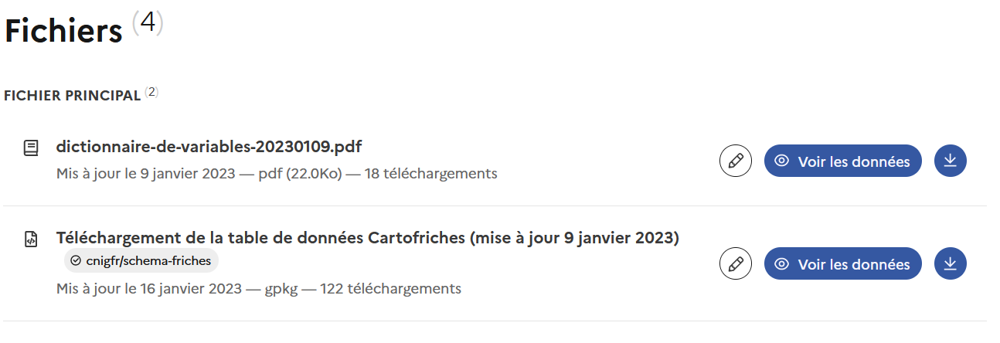 Fichiers (4)
FICHIER PRINCIPAL (2)
dictionnaire-de-variables-20230109.pdf
Mis à jour le 9 janvier 2023 — pdf (22.0Ko) — 18 téléchargements
Voir les données
Téléchargement de la table de données Cartofriches (mise à jour 9 janvier 2023)
cnigfr/schema-friches
Mis à jour le 16 janvier 2023 — gpkg — 122 téléchargements
Voir les données